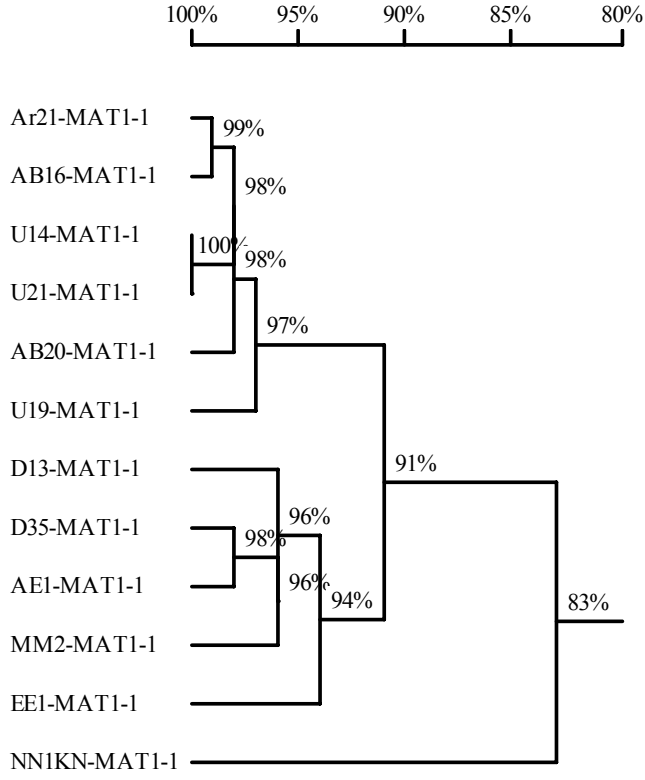 100% 95% 90% 85% 80%
Ar21-MAT1-1
99%
AB16-MAT1-1
98%
U14-MAT1-1
100%
98%
U21-MAT1-1
97%
AB20-MAT1-1
U19-MAT1-1
D13-MAT1-1
91%
96%
D35-MAT1-1
98%
96%
AE1-MAT1-1
94%
83%
MM2-MAT1-1
EE1-MAT1-1
NN1KN-MAT1-1